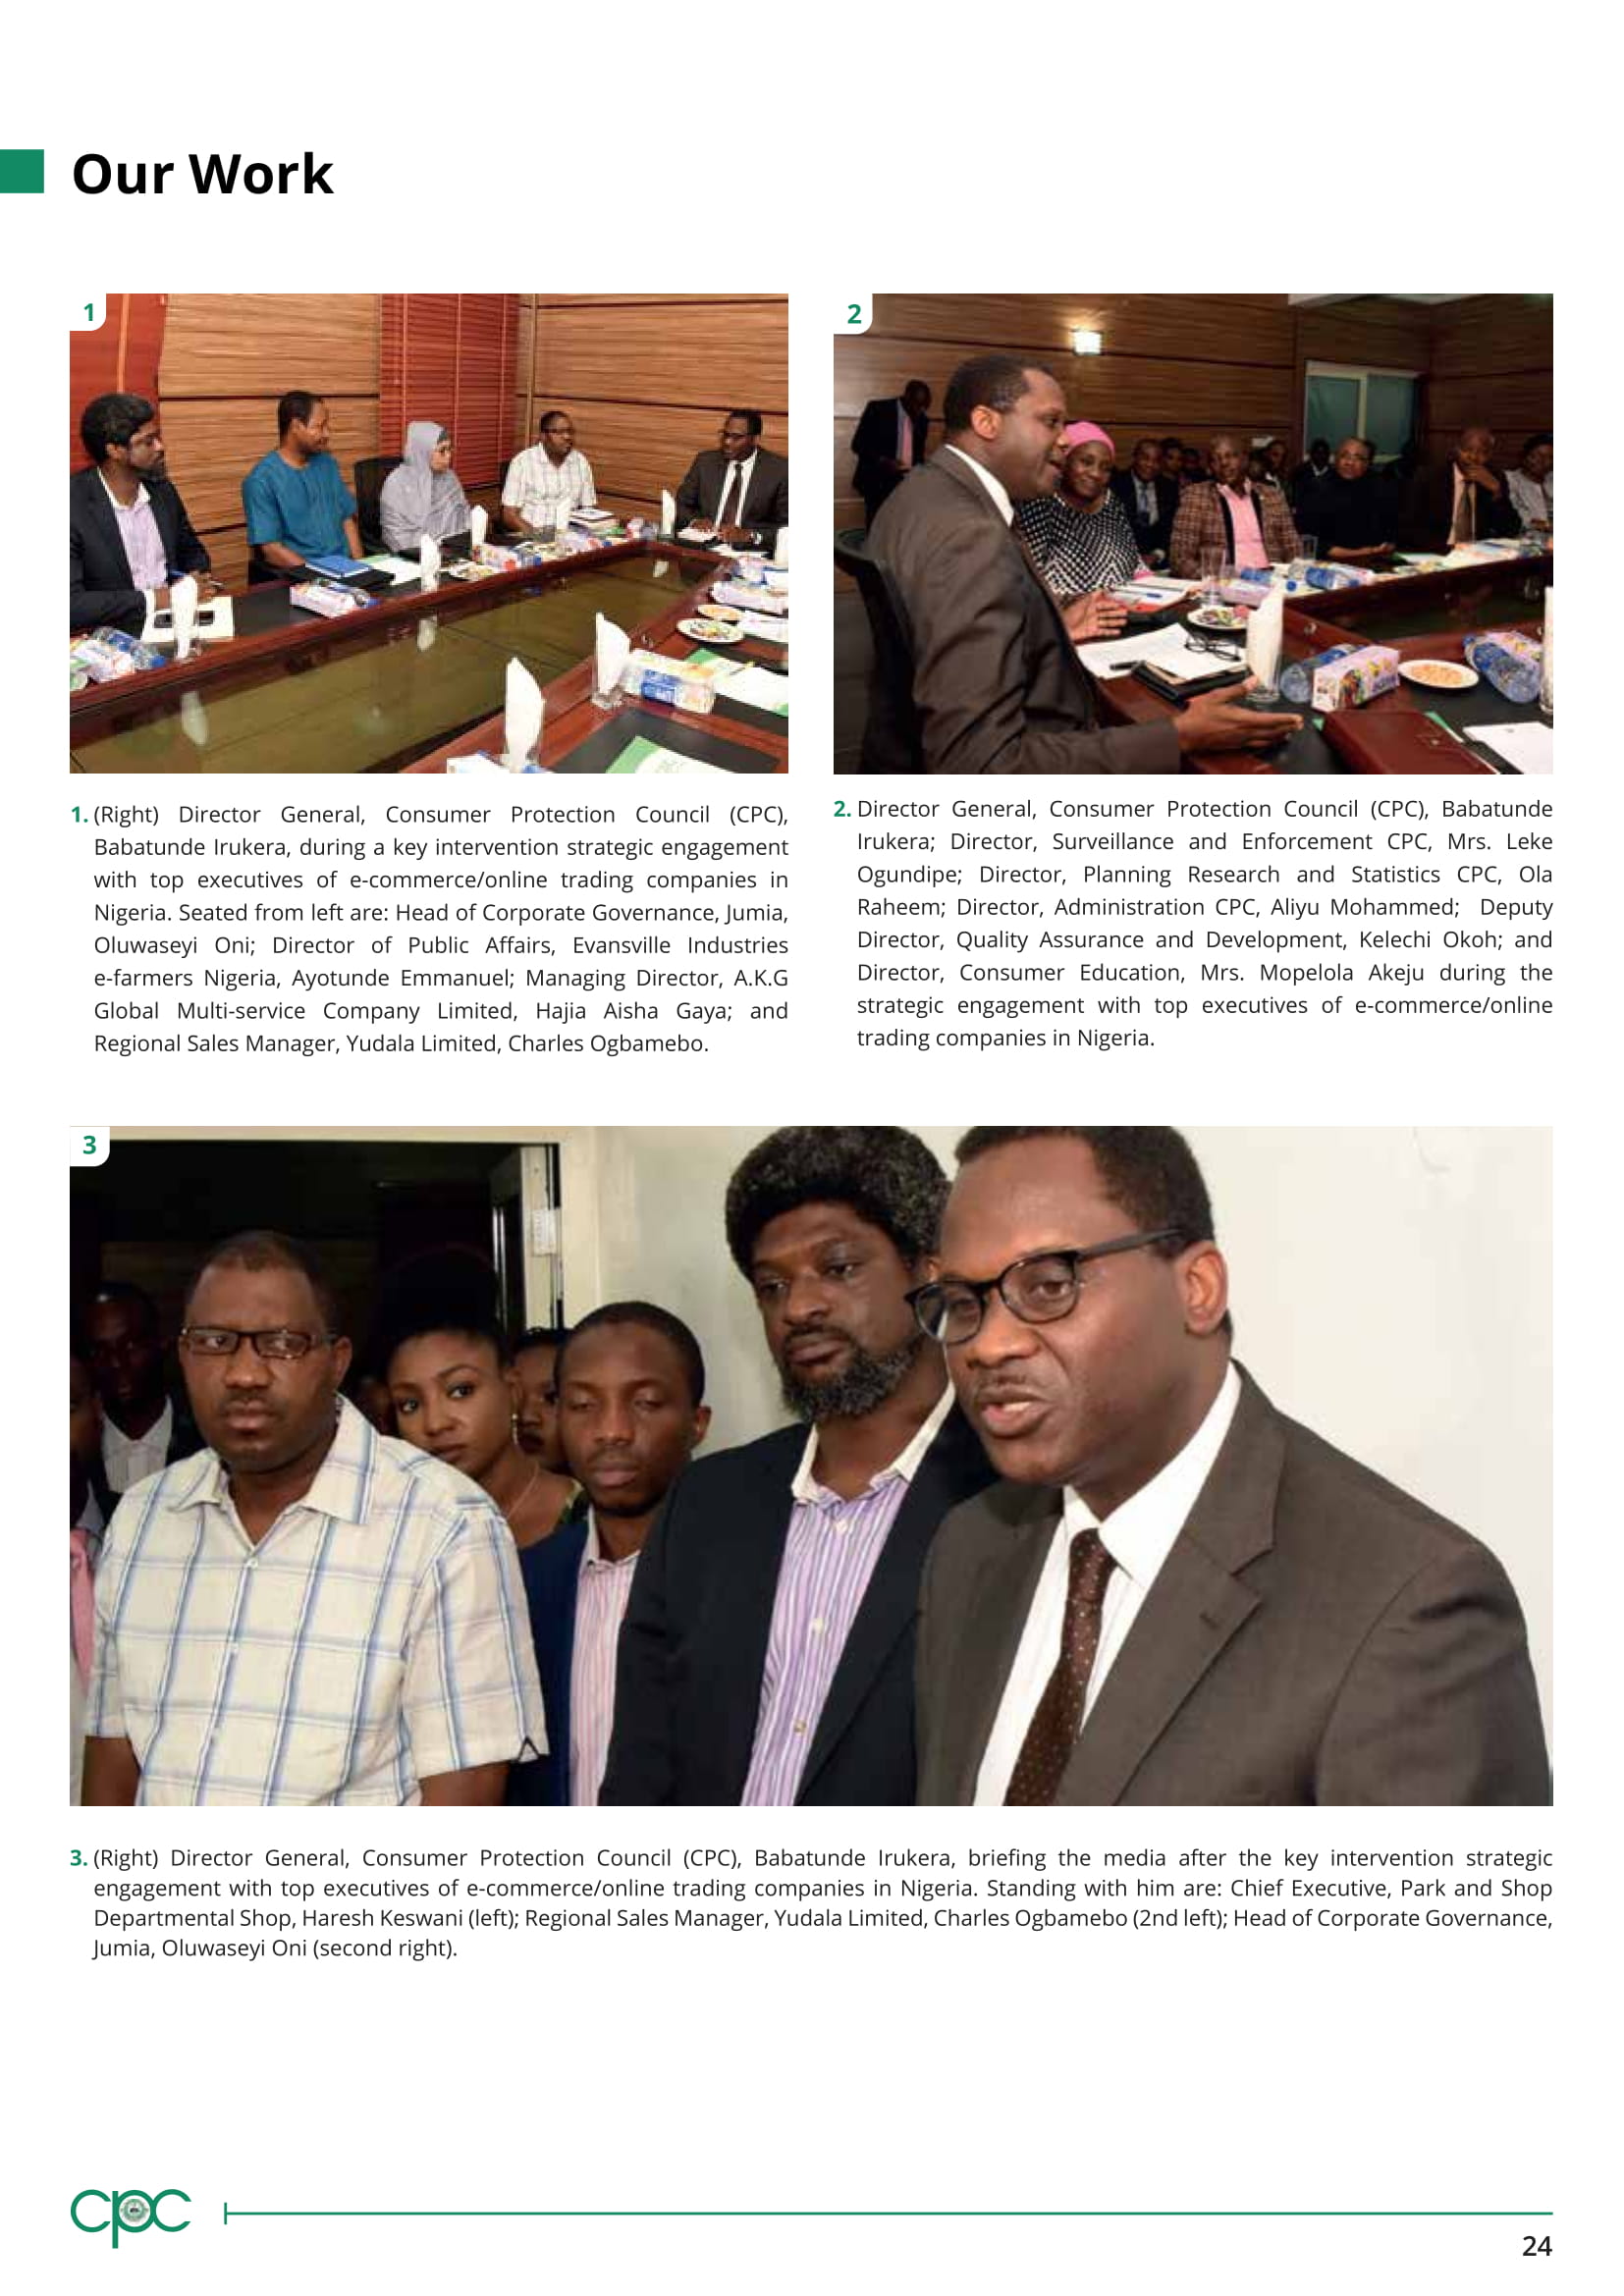 Our Work
1
2
1. (Right) Director General, Consumer Protection Council (CPC),
Babatunde Irukera, during a key intervention strategic engagement
with top executives of e-commerce/online trading companies in
Nigeria. Seated from left are: Head of Corporate Governance, Jumia,
Oluwaseyi Oni; Director of Public Affairs, Evansville Industries
e-farmers Nigeria, Ayotunde Emmanuel; Managing Director, A.K.G
Global Multi-service Company Limited, Hajia Aisha Gaya; and
Regional Sales Manager, Yudala Limited, Charles Ogbamebo.
2. Director General, Consumer Protection Council (CPC), Babatunde
Irukera; Director, Surveillance and Enforcement CPC, Mrs. Leke
Ogundipe; Director, Planning Research and Statistics CPC, Ola
Raheem; Director, Administration CPC, Aliyu Mohammed; Deputy
Director, Quality Assurance and Development, Kelechi Okoh; and
Director, Consumer Education, Mrs. Mopelola Akeju during the
strategic engagement with top executives of e-commerce/online
trading companies in Nigeria.
3
3. (Right) Director General, Consumer Protection Council (CPC), Babatunde Irukera, briefing the media after the key intervention strategic
engagement with top executives of e-commerce/online trading companies in Nigeria. Standing with him are: Chief Executive, Park and Shop
Departmental Shop, Haresh Keswani (left); Regional Sales Manager, Yudala Limited, Charles Ogbamebo (2nd left); Head of Corporate Governance,
Jumia, Oluwaseyi Oni (second right).
cpc
24